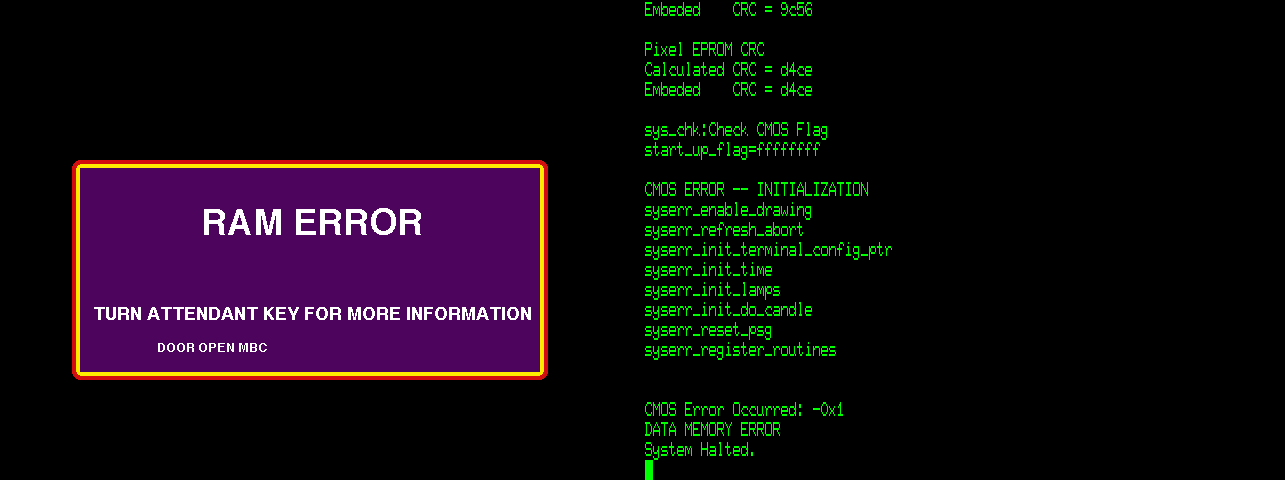 RAM ERROR
TURN ATTENDANT KEY FOR MORE INFORMATION
DOOR OPEN MBC
Embeded    CRC = 9c56
Pixel EPROM CRC
Calculated CRC = d4ce
Embeded    CRC = d4ce
sys_chk:Check CMOS Flag
start_up_flag=ffffffff
CMOS ERROR -- INITIALIZATION
syserr_enable_drawing
syserr_refresh_abort
syserr_init_terminal_config_ptr
syserr_init_time
syserr_init_lamps
syserr_init_do_candle
syserr_reset_psg
syserr_register_routines
CMOS Error Occurred: -0x1
DATA MEMORY ERROR
System Halted.